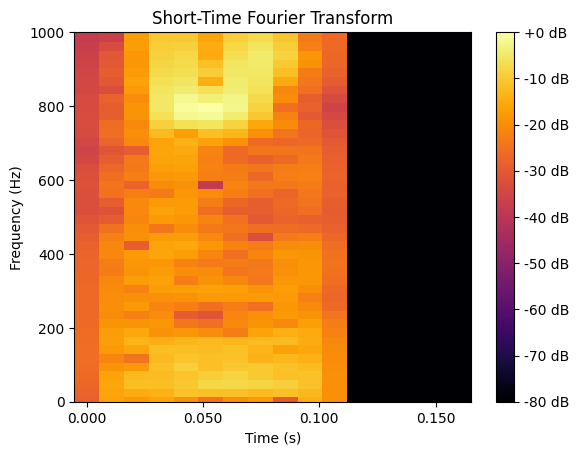 Short-Time Fourier Transform
1000
800
600
400
200
0
Frequency (Hz)
0.000
0.050
0.100
0.150
Time (s)
+0 dB
-10 dB
-20 dB
-30 dB
-40 dB
-50 dB
-60 dB
-70 dB
-80 dB